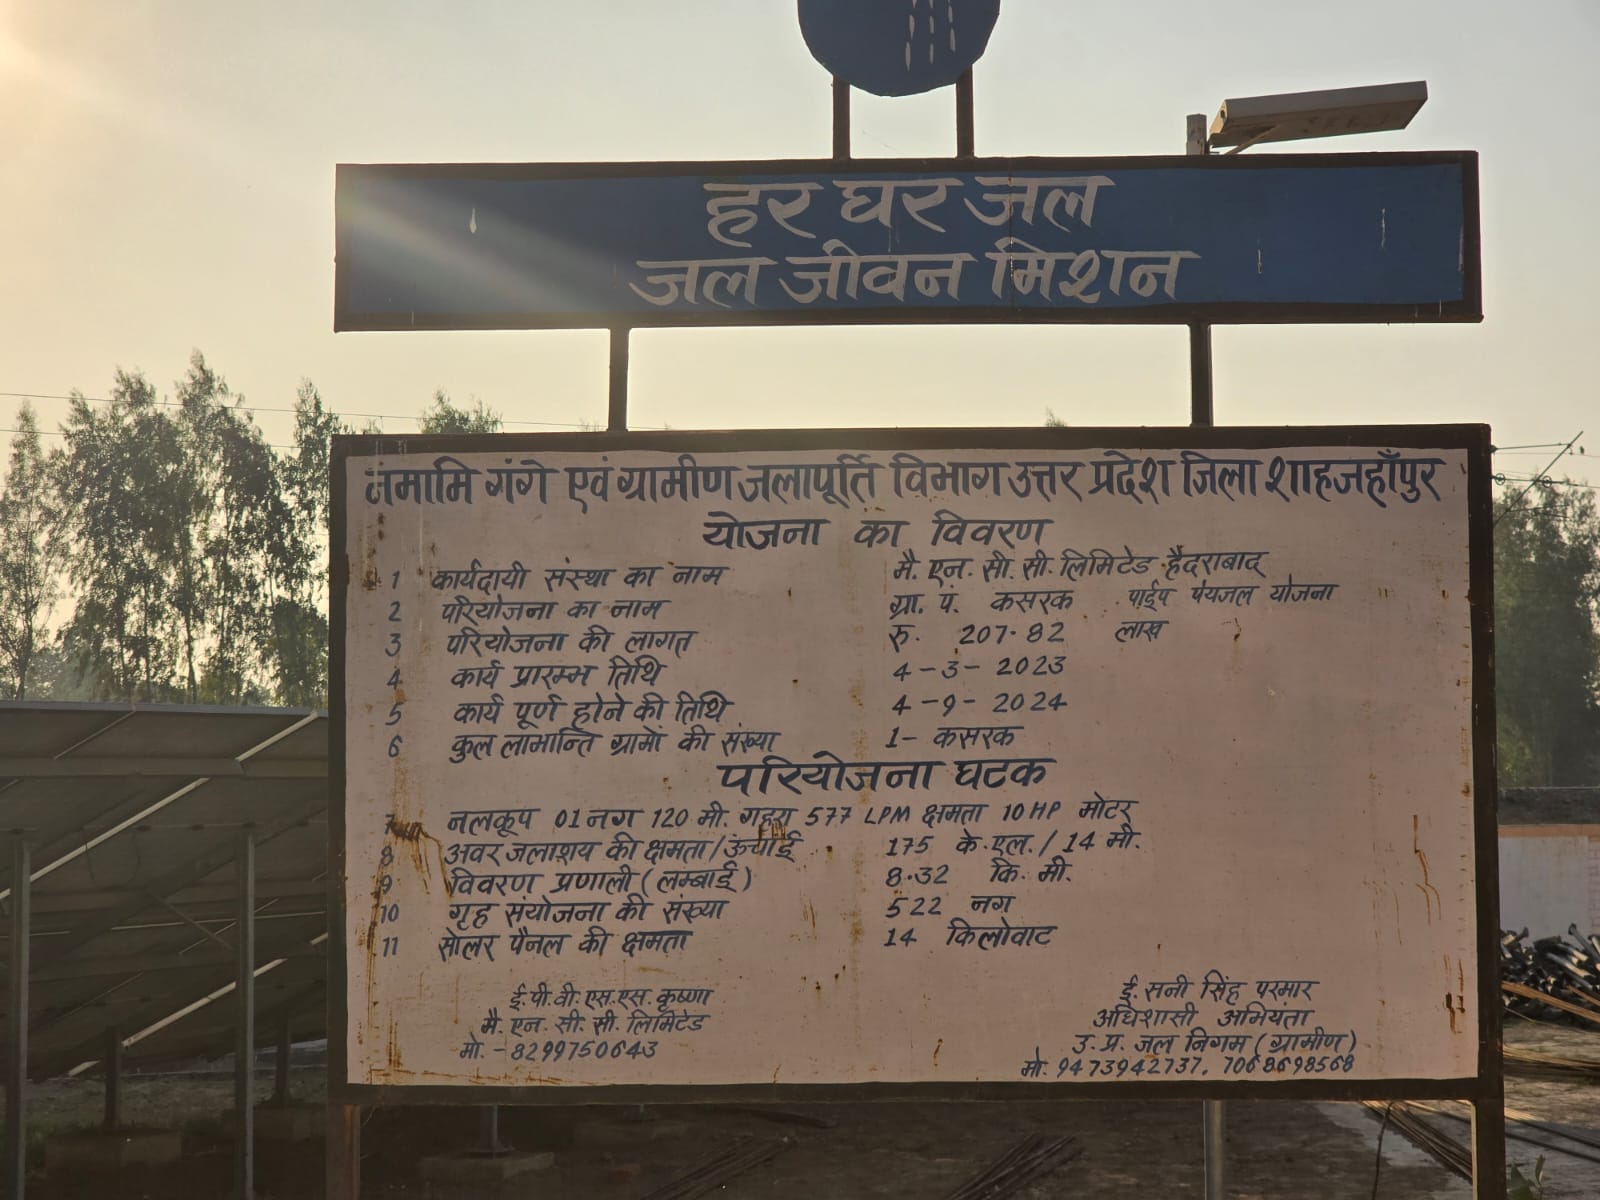 हर घर जल
जल जीवन मिशन
नमामि गंगे एवं ग्रामीण जलापूर्ति विभाग उत्तर प्रदेश जिला शाहजहाँपुर
योजना का विवरण
1 कार्यदायी संस्था का नाम मै. एन. सी. सी. लिमिटेड हैदराबाद्
2 परियोजना का नाम ग्रा. पं. कसरक पाईप पेयजल योजना
3 परियोजना की लागत रु. 207.82 लाख
4 कार्य प्रारम्भ तिथि 4-3-2023
5 कार्य पूर्ण होने की तिथि 4-9-2024
6 कुल लाभान्ति ग्रामों की संख्या 1- कसरक
परियोजना घटक
7 नलकूप 01 नग 120 मी. गहरा 577 LPM क्षमता 10 HP मोटर
8 अवर जलाशय की क्षमता/ऊंचाई 175 के.एल./14 मी.
9 विवरण प्रणाली (लम्बाई) 8.32 कि. मी.
10 गृह संयोजना की संख्या 522 नग
11 सोलर पैनल की क्षमता 14 किलोवाट
ई. पी. वी. एस. एस. कृष्णा
मै. एन. सी. सी. लिमिटेड
मो. - 8299750643
ई. सनी सिंह परमार
अधिशासी अभियता
उ. प्र. जल निगम (ग्रामीण)
मो. 9473942737, 7068698568